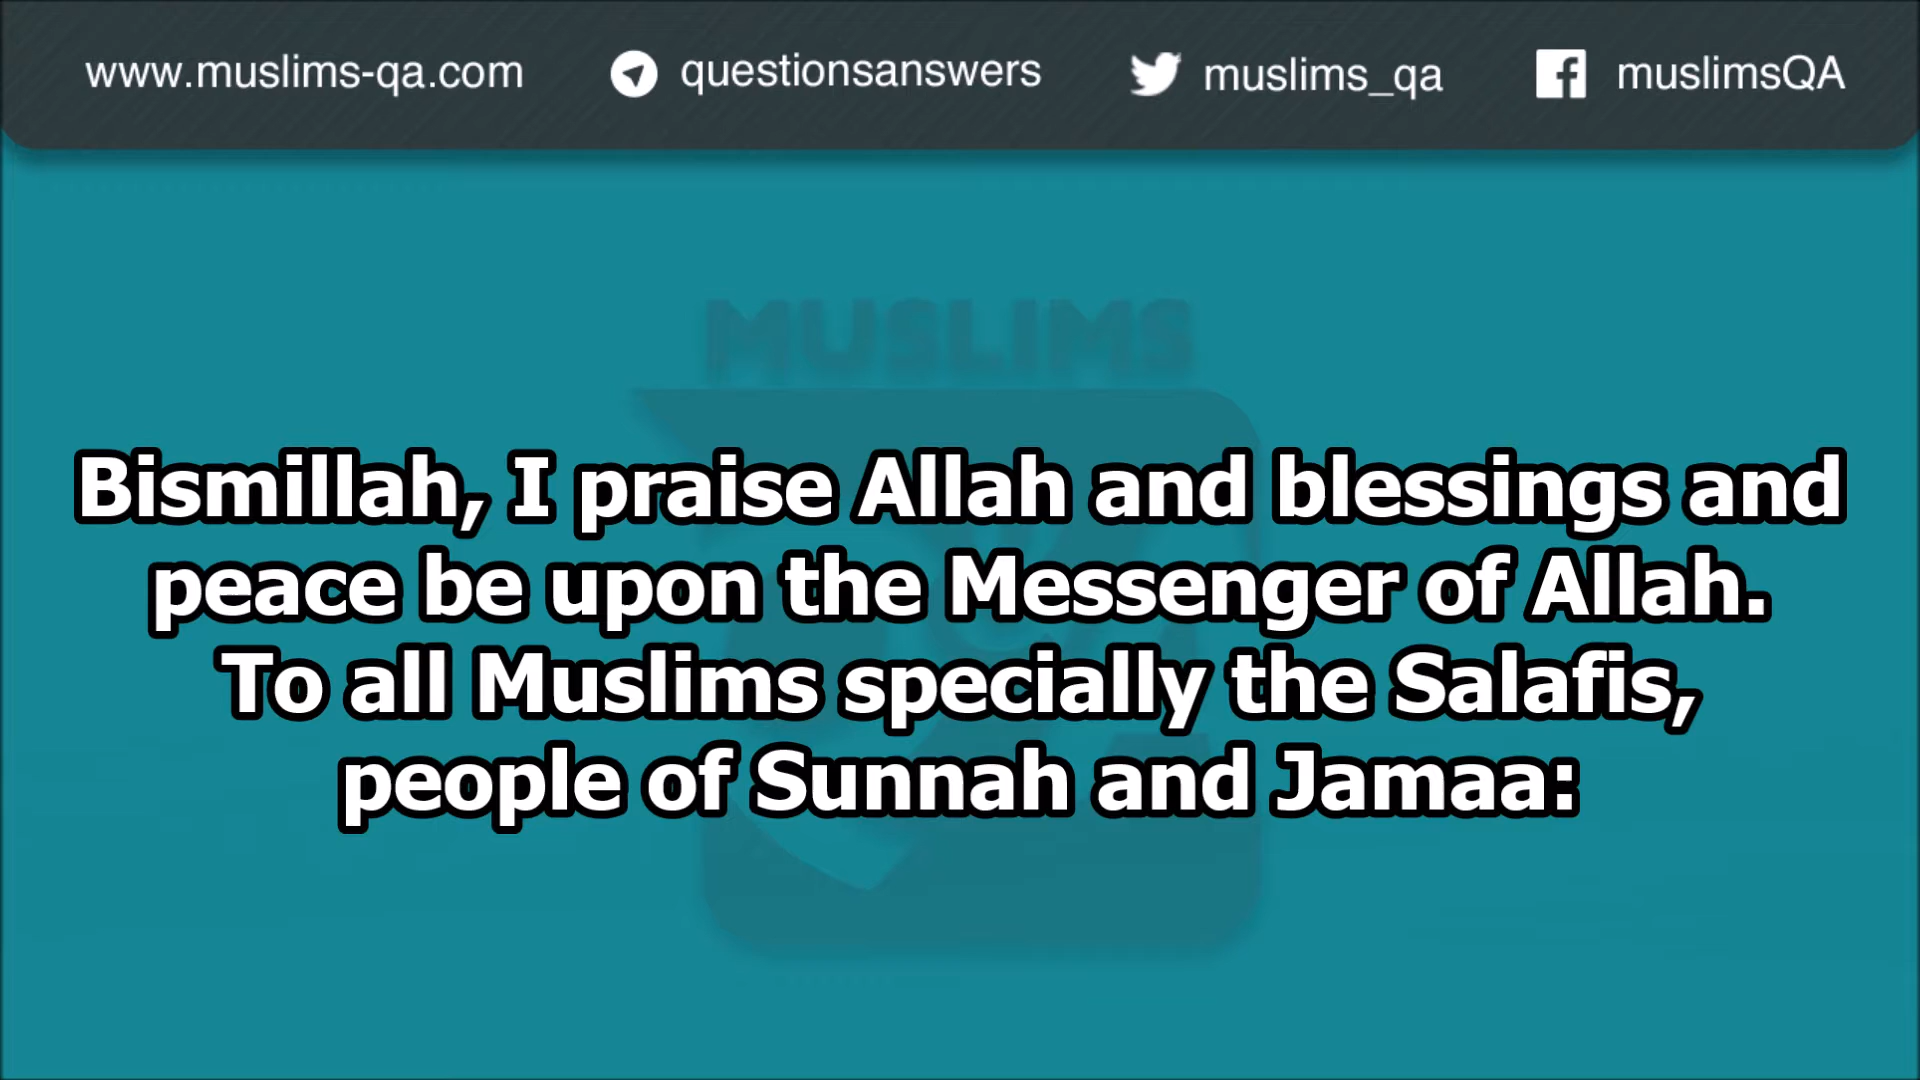 www.muslims-qa.com questionsanswers muslims_qa muslimsQA
MUSLIMS
Bismillah, I praise Allah and blessings and
peace be upon the Messenger of Allah.
To all Muslims specially the Salafis,
people of Sunnah and Jamaa: